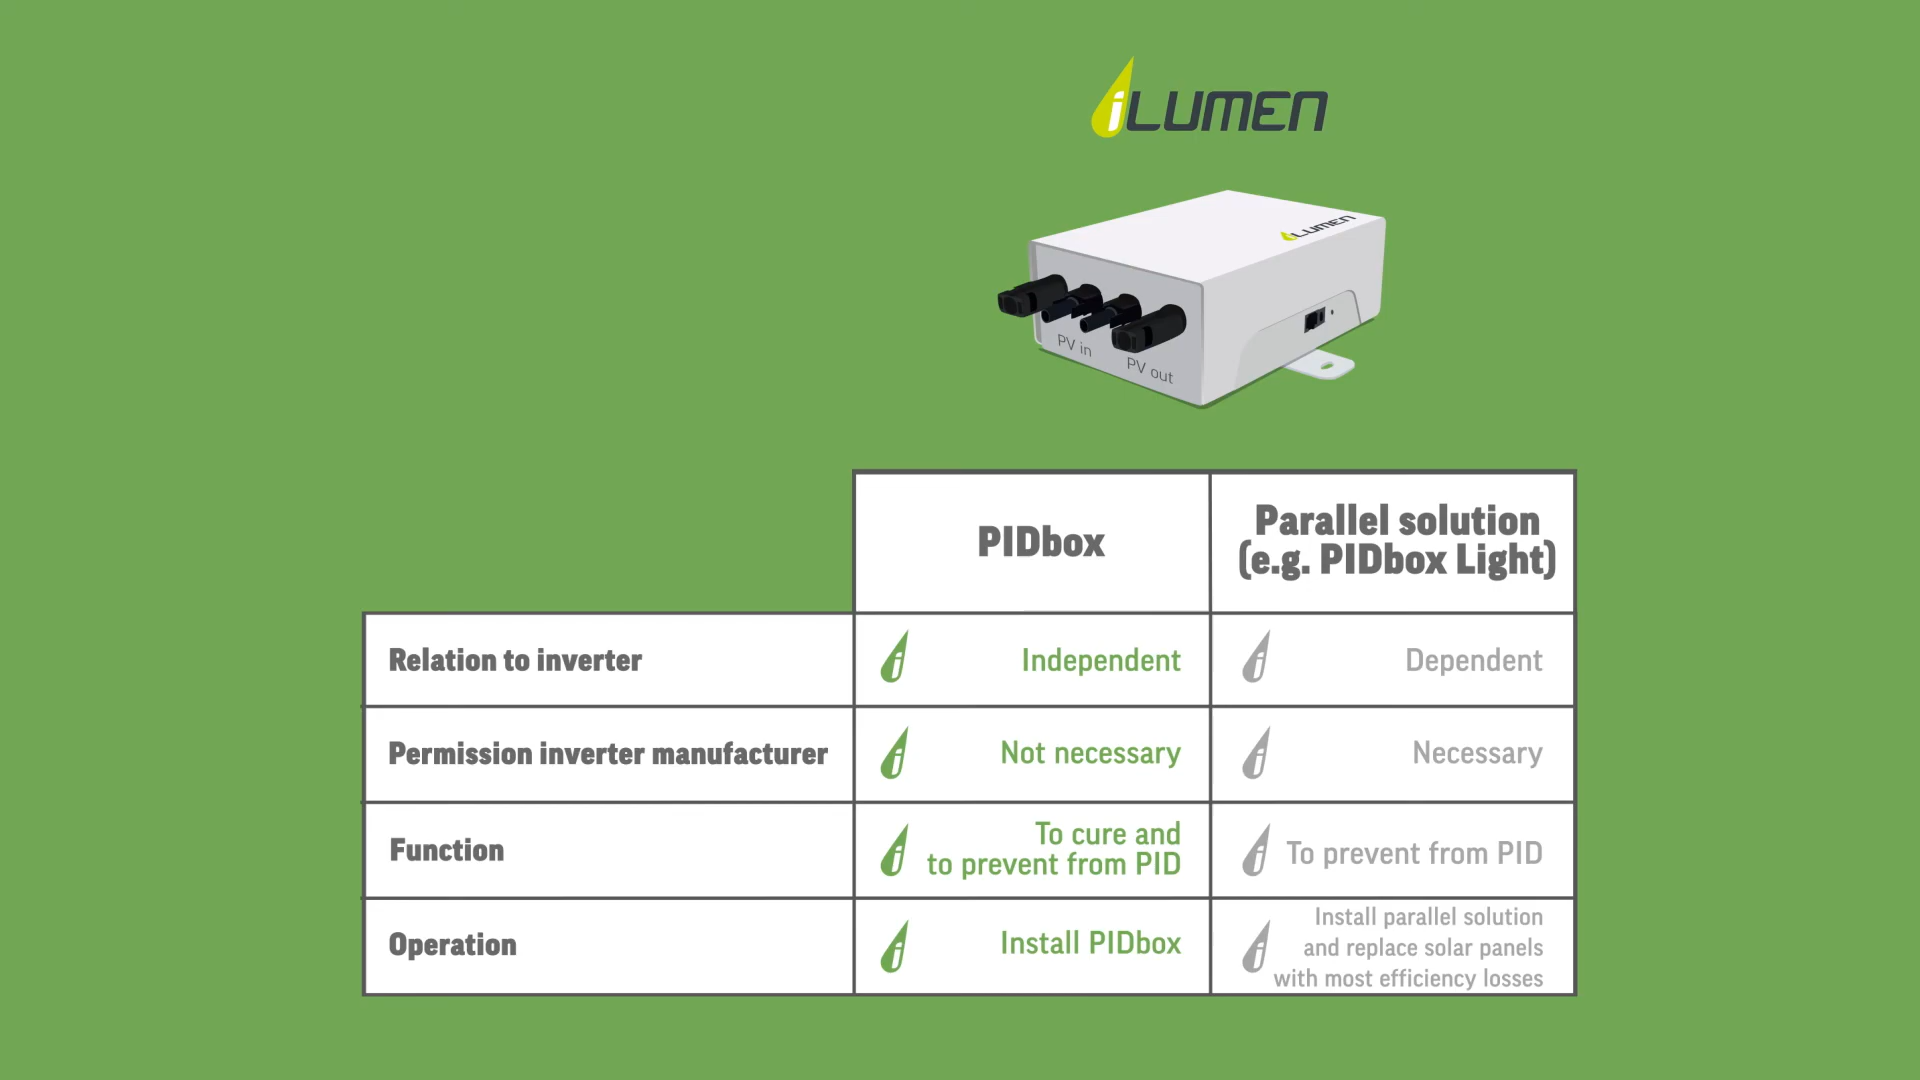 iLUMEN
iLUMEN
PV in
PV out
PIDbox
Parallel solution
(e.g. PIDbox Light)
Relation to inverter
Independent
Dependent
Permission inverter manufacturer
Not necessary
Necessary
Function
To cure and
to prevent from PID
To prevent from PID
Operation
Install PIDbox
Install parallel solution
and replace solar panels
with most efficiency losses